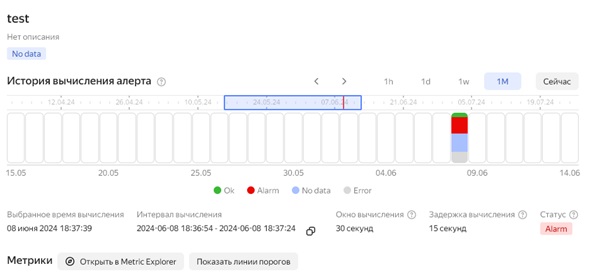 test
Нет описания
No data
История вычисления алерта
1h 1d 1w 1M Сейчас
12.04.24 26.04.24 10.05.24 24.05.24 07.06.24 21.06.24 05.07.24 19.07.24
15.05 20.05 25.05 30.05 04.06 09.06 14.06
Ok Alarm No data Error
Выбранное время вычисления Интервал вычисления Окно вычисления Задержка вычисления Статус
08 июня 2024 18:37:39 2024-06-08 18:36:54 - 2024-06-08 18:37:24 30 секунд 15 секунд Alarm
Метрики Открыть в Metric Explorer Показать линии порогов